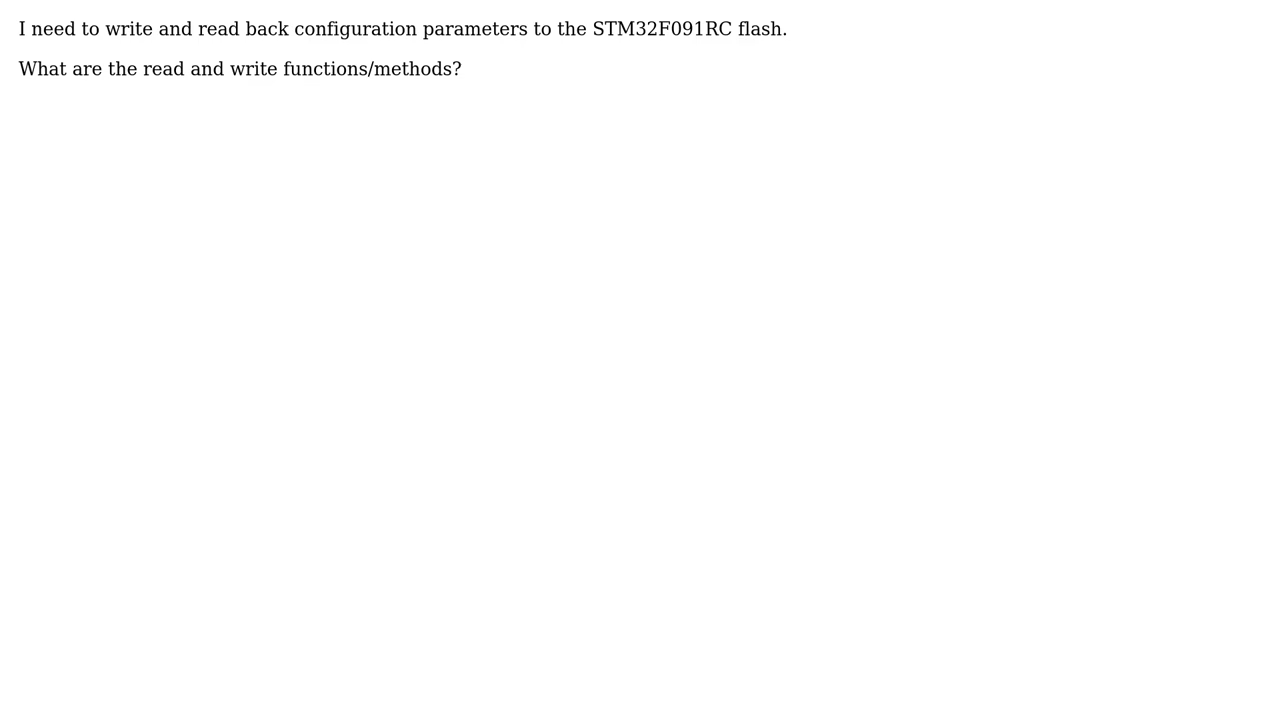 I need to write and read back configuration parameters to the STM32F091RC flash.
What are the read and write functions/methods?